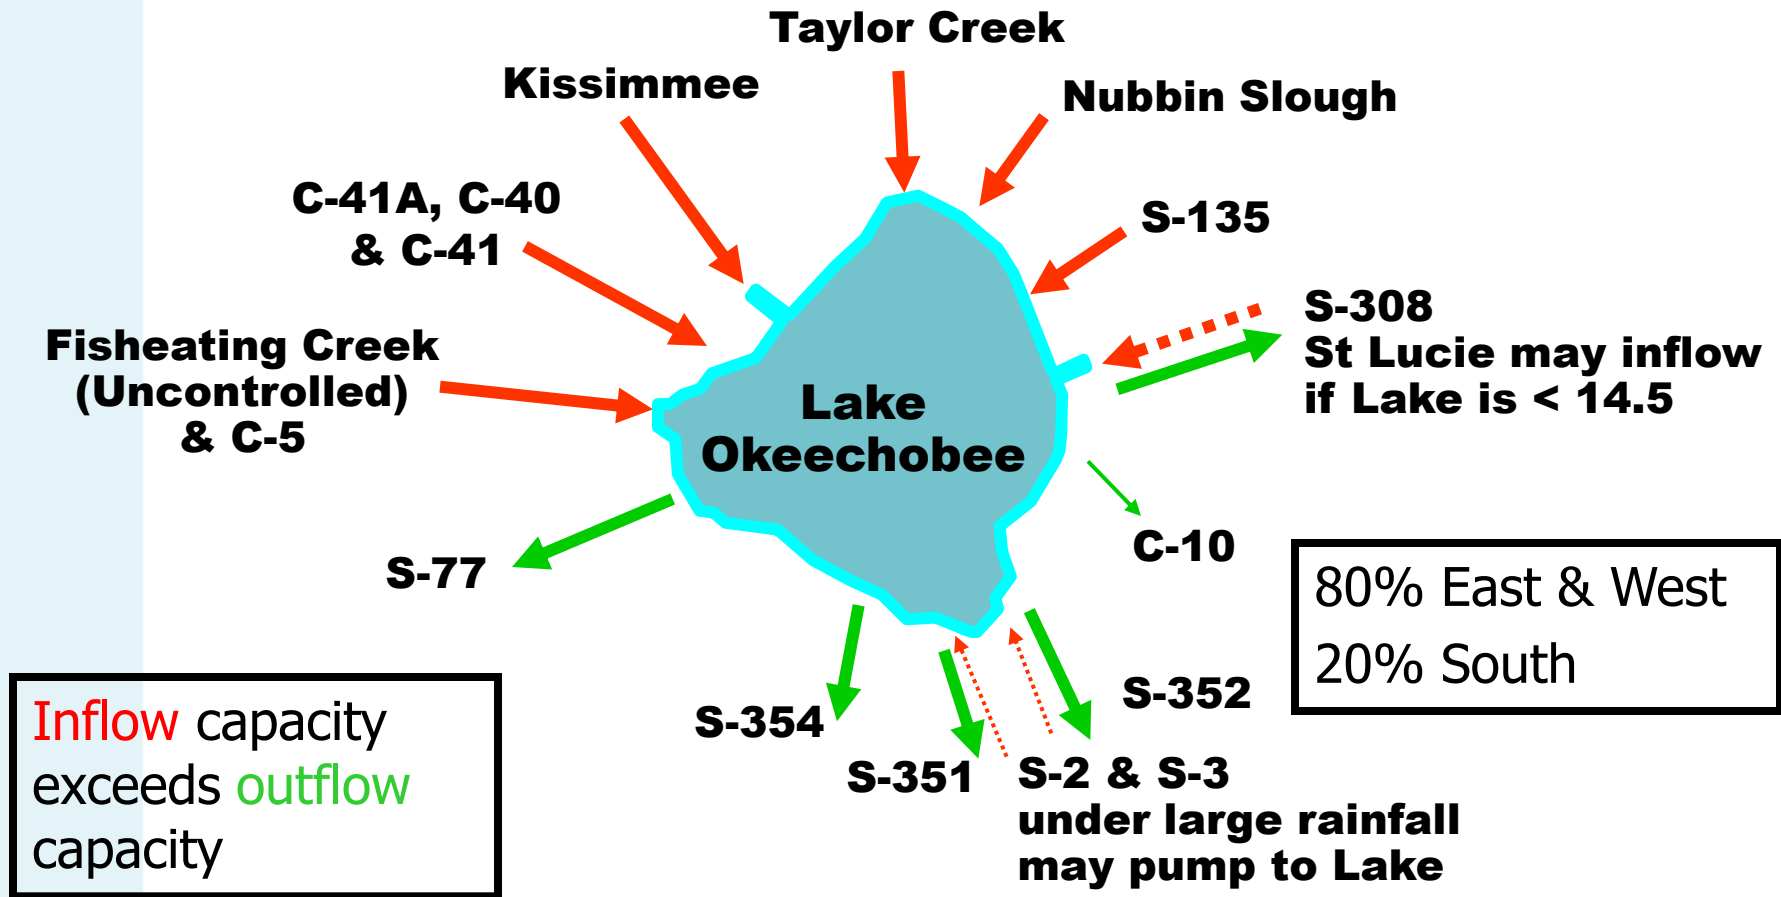 Taylor Creek
Kissimmee
Nubbin Slough
C-41A, C-40
& C-41
S-135
S-308
St Lucie may inflow
if Lake is < 14.5
Fisheating Creek
(Uncontrolled)
& C-5
Lake
Okeechobee
C-10
S-77
80% East & West
20% South
S-354
S-351
S-352
S-2 & S-3
under large rainfall
may pump to Lake
Inflow capacity
exceeds outflow
capacity